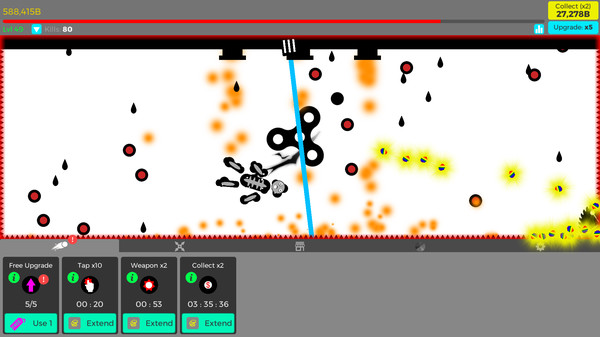 588,415B
Collect (x2)
27,278B
Lvl 49
Kills: 80
Upgrade: x5
Free Upgrade
Tap x10
Weapon x2
Collect x2
i
!
i
i
i
$
5/5
00 : 20
00 : 53
03 : 35 : 36
Use 1
Extend
Extend
Extend